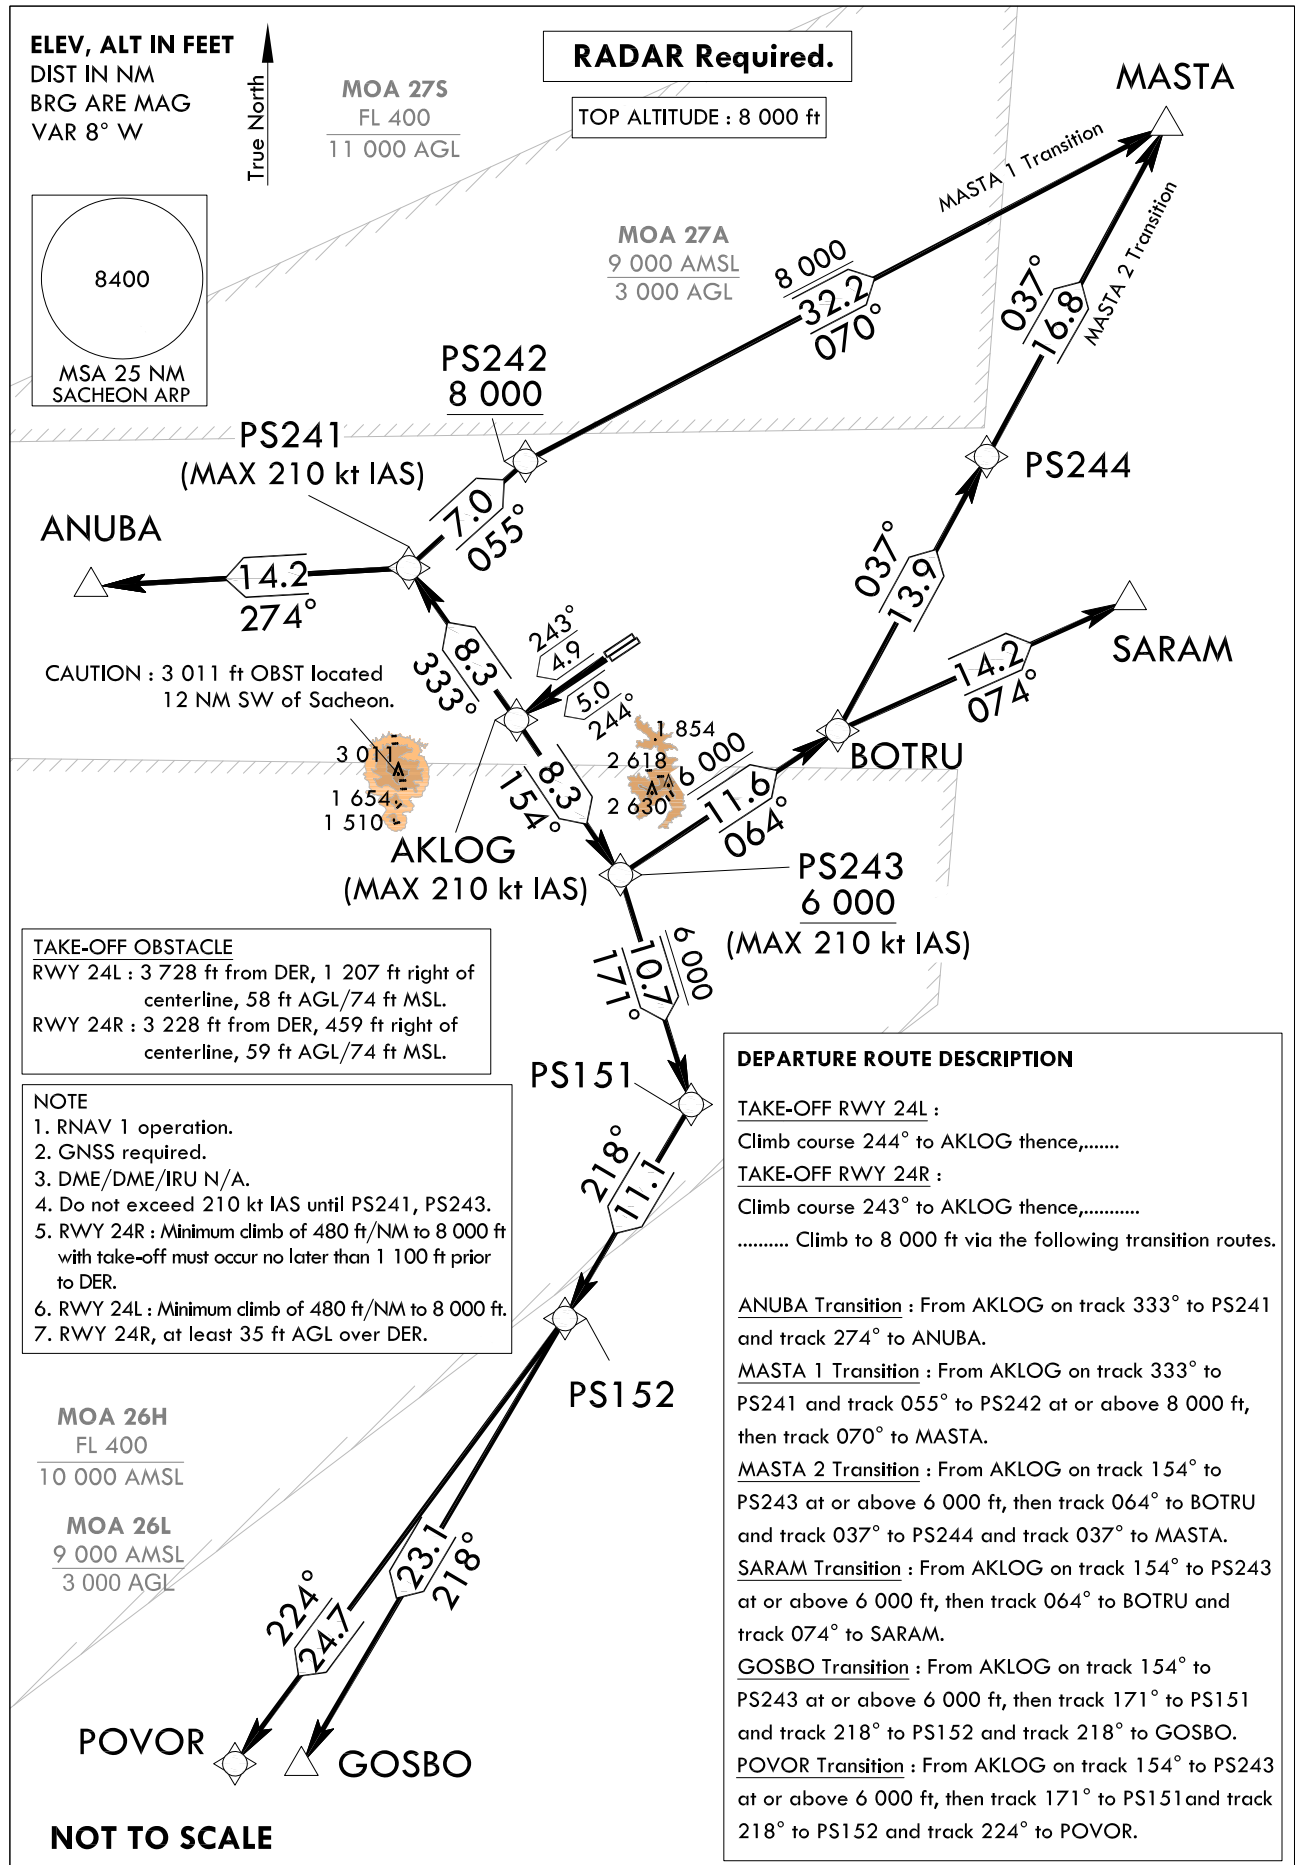 ELEV, ALT IN FEET
DIST IN NM
BRG ARE MAG
VAR 8° W
True North
RADAR Required.
TOP ALTITUDE : 8 000 ft
MOA 27S
FL 400
11 000 AGL
MASTA
MASTA 1 Transition
MASTA 2 Transition
8400
MSA 25 NM
SACHEON ARP
MOA 27A
9 000 AMSL
3 000 AGL
8 000
32.2
070°
037°
16.8
PS242
8 000
PS241
(MAX 210 kt IAS)
7.0
055°
PS244
ANUBA
14.2
274°
037°
13.9
SARAM
14.2
074°
243°
4.9
5.0
244°
8.3
333°
CAUTION : 3 011 ft OBST located
12 NM SW of Sacheon.
3 011
1 654
1 510
1 854
2 618
2 630
6 000
11.6
064°
BOTRU
8.3
154°
AKLOG
(MAX 210 kt IAS)
PS243
6 000
(MAX 210 kt IAS)
6 000
10.7
171°
TAKE-OFF OBSTACLE
RWY 24L : 3 728 ft from DER, 1 207 ft right of
centerline, 58 ft AGL/74 ft MSL.
RWY 24R : 3 228 ft from DER, 459 ft right of
centerline, 59 ft AGL/74 ft MSL.
PS151
218°
11.1
NOTE
1. RNAV 1 operation.
2. GNSS required.
3. DME/DME/IRU N/A.
4. Do not exceed 210 kt IAS until PS241, PS243.
5. RWY 24R : Minimum climb of 480 ft/NM to 8 000 ft
with take-off must occur no later than 1 100 ft prior
to DER.
6. RWY 24L : Minimum climb of 480 ft/NM to 8 000 ft.
7. RWY 24R, at least 35 ft AGL over DER.
PS152
MOA 26H
FL 400
10 000 AMSL
MOA 26L
9 000 AMSL
3 000 AGL
23.1
218°
224°
24.7
POVOR
GOSBO
NOT TO SCALE
DEPARTURE ROUTE DESCRIPTION
TAKE-OFF RWY 24L :
Climb course 244° to AKLOG thence,.......
TAKE-OFF RWY 24R :
Climb course 243° to AKLOG thence,...........
.......... Climb to 8 000 ft via the following transition routes.
ANUBA Transition : From AKLOG on track 333° to PS241
and track 274° to ANUBA.
MASTA 1 Transition : From AKLOG on track 333° to
PS241 and track 055° to PS242 at or above 8 000 ft,
then track 070° to MASTA.
MASTA 2 Transition : From AKLOG on track 154° to
PS243 at or above 6 000 ft, then track 064° to BOTRU
and track 037° to PS244 and track 037° to MASTA.
SARAM Transition : From AKLOG on track 154° to PS243
at or above 6 000 ft, then track 064° to BOTRU and
track 074° to SARAM.
GOSBO Transition : From AKLOG on track 154° to
PS243 at or above 6 000 ft, then track 171° to PS151
and track 218° to PS152 and track 218° to GOSBO.
POVOR Transition : From AKLOG on track 154° to PS243
at or above 6 000 ft, then track 171° to PS151and track
218° to PS152 and track 224° to POVOR.